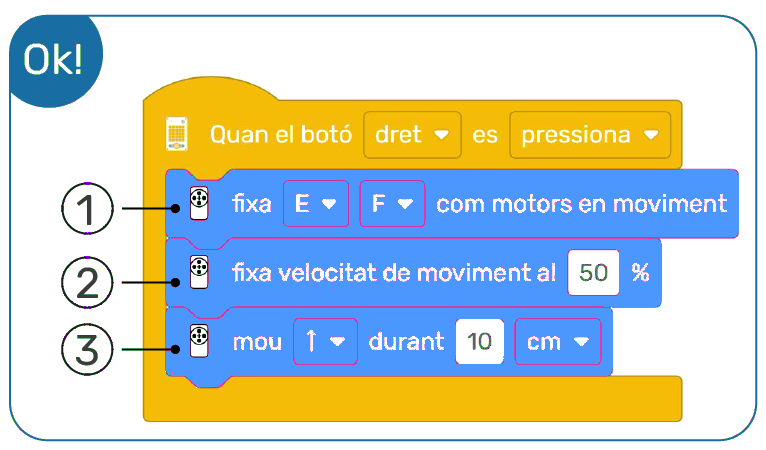 Ok!
Quan el botó dret es pressiona
1 fixa E F com motors en moviment
2 fixa velocitat de moviment al 50 %
3 mou ↑ durant 10 cm